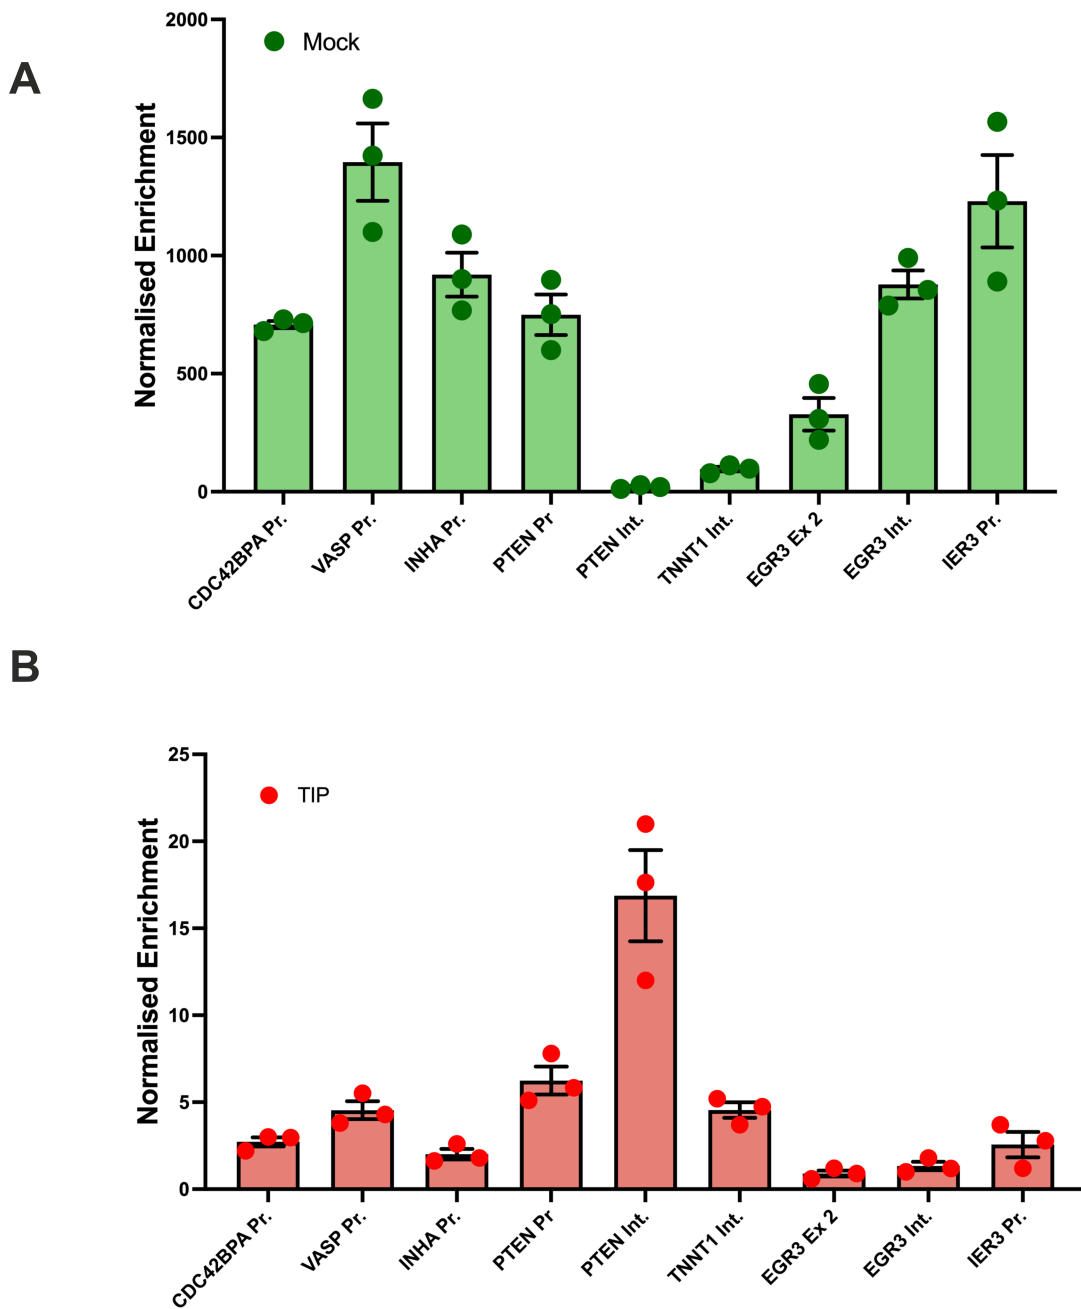 A
Mock
Normalised Enrichment
2000
1500
1000
500
0
CDC42BPA Pr.
VASP Pr.
INHA Pr.
PTEN Pr
PTEN Int.
TNNT1 Int.
EGR3 Ex 2
EGR3 Int.
IER3 Pr.
B
TIP
Normalised Enrichment
25
20
15
10
5
0
CDC42BPA Pr.
VASP Pr.
INHA Pr.
PTEN Pr
PTEN Int.
TNNT1 Int.
EGR3 Ex 2
EGR3 Int.
IER3 Pr.